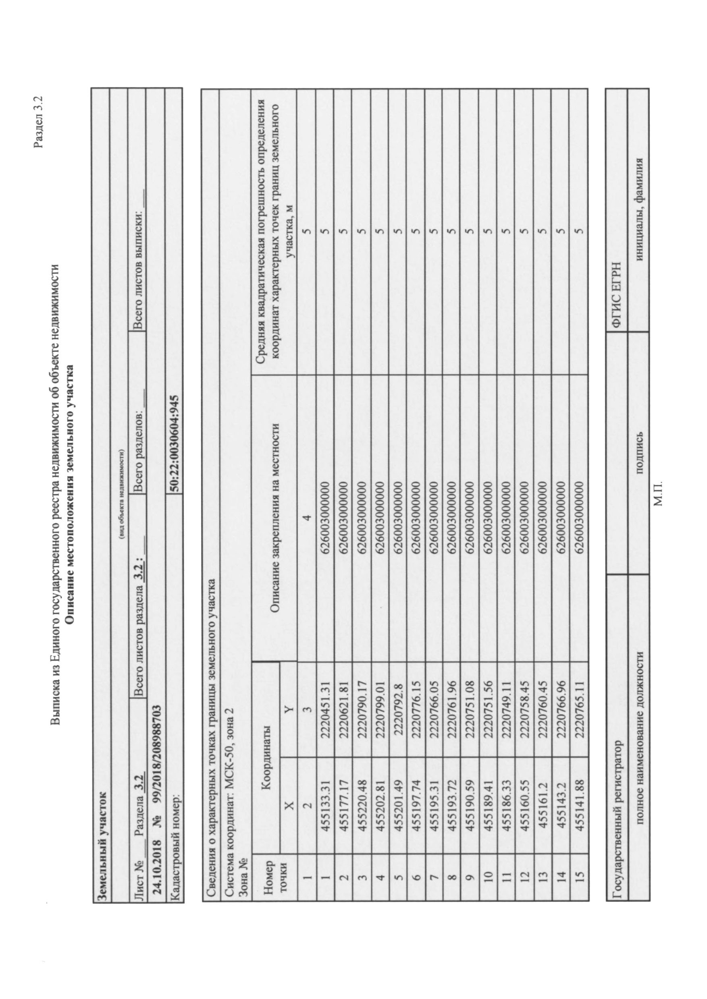 Раздел 3.2
Выписка из Единого государственного реестра недвижимости об объекте недвижимости
Описание местоположения земельного участка
Земельный участок
(вид объекта недвижимости)
Лист № ___ Раздела 3.2 Всего листов раздела 3.2 : ___ Всего разделов: ___ Всего листов выписки: ___
24.10.2018 № 99/2018/208988703
Кадастровый номер: 50:22:0030604:945
Сведения о характерных точках границы земельного участка
Система координат: МСК-50, зона 2
Зона №
Номер точки Координаты Описание закрепления на местности Средняя квадратическая погрешность определения
координат характерных точек границ земельного
участка, м
X Y
1 2 3 4 5
1 455133.31 2220451.31 626003000000 5
2 455177.17 2220621.81 626003000000 5
3 455220.48 2220790.17 626003000000 5
4 455202.81 2220799.01 626003000000 5
5 455201.49 2220792.8 626003000000 5
6 455197.74 2220776.15 626003000000 5
7 455195.31 2220766.05 626003000000 5
8 455193.72 2220761.96 626003000000 5
9 455190.59 2220751.08 626003000000 5
10 455189.41 2220751.56 626003000000 5
11 455186.33 2220749.11 626003000000 5
12 455160.55 2220758.45 626003000000 5
13 455161.2 2220760.45 626003000000 5
14 455143.2 2220766.96 626003000000 5
15 455141.88 2220765.11 626003000000 5
Государственный регистратор ФГИС ЕГРН
полное наименование должности подпись инициалы, фамилия
М.П.